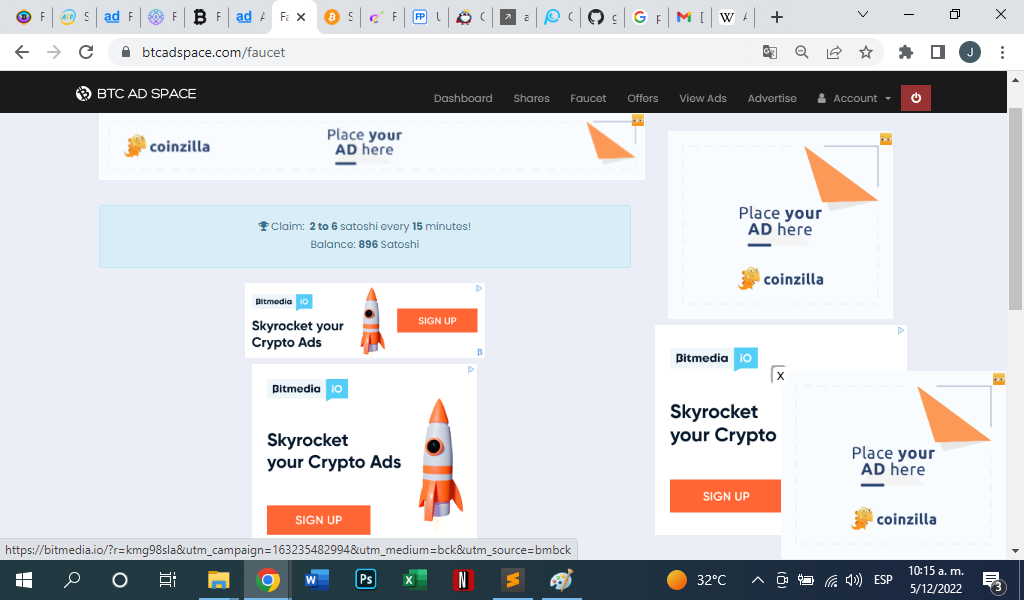 F
S
ad F
F
B F
ad A
Fa
S
F
FP U
C
a
C
g
p
[
W A
btcadspace.com/faucet
J
BTC AD SPACE
Dashboard
Shares
Faucet
Offers
View Ads
Advertise
Account
coinzilla
Place your
AD here
Claim: 2 to 6 satoshi every 15 minutes!
Balance: 896 Satoshi
Place your
AD here
coinzilla
Bitmedia IO
Skyrocket your
Crypto Ads
SIGN UP
B
Bitmedia IO
Skyrocket
your Crypto Ads
SIGN UP
Bitmedia IO
Skyrocket
your Crypto
SIGN UP
X
Place your
AD here
coinzilla
https://bitmedia.io/?r=kmg98sla&utm_campaign=163235482994&utm_medium=bck&utm_source=bmbck
W
Ps
X
N
S
32°C
ESP
10:15 a. m.
5/12/2022
3